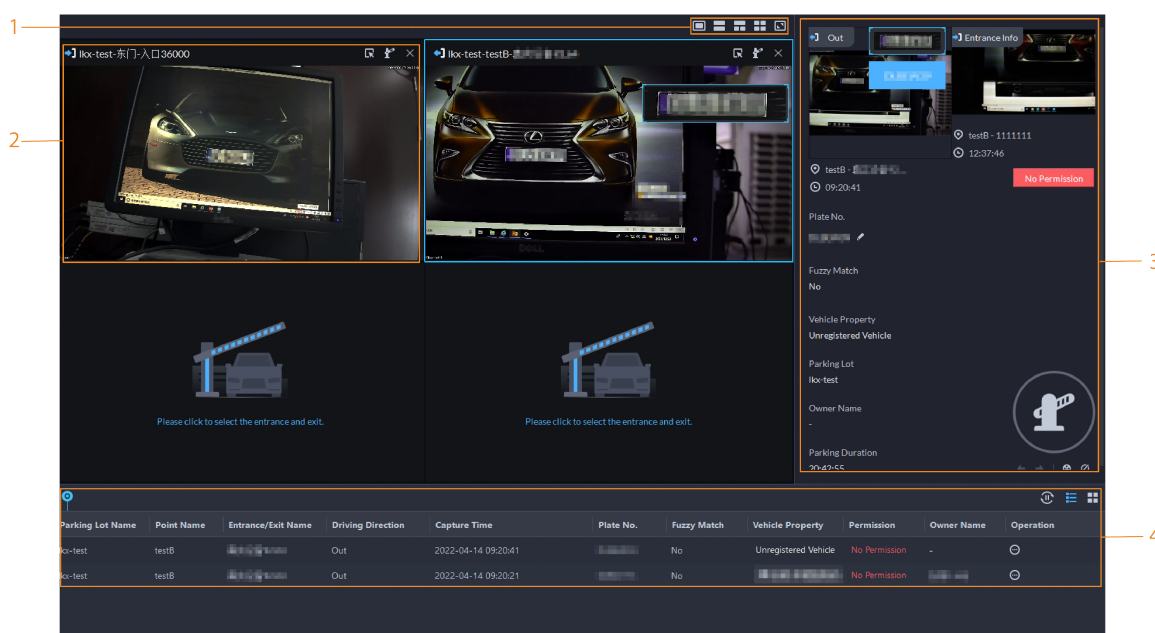 1
2
3
4
lkx-test-东门-入口36000
lkx-test-testB-
Please click to select the entrance and exit.
Please click to select the entrance and exit.
Out
Entrance Info
testB - 1111111
12:37:46
testB -
09:20:41
No Permission
Plate No.
Fuzzy Match
No
Vehicle Property
Unregistered Vehicle
Parking Lot
lkx-test
Owner Name
-
Parking Duration
20:42:55
Parking Lot Name Point Name Entrance/Exit Name Driving Direction Capture Time Plate No. Fuzzy Match Vehicle Property Permission Owner Name Operation
lkx-test testB Out 2022-04-14 09:20:41 No Unregistered Vehicle No Permission -
lkx-test testB Out 2022-04-14 09:20:21 No No Permission